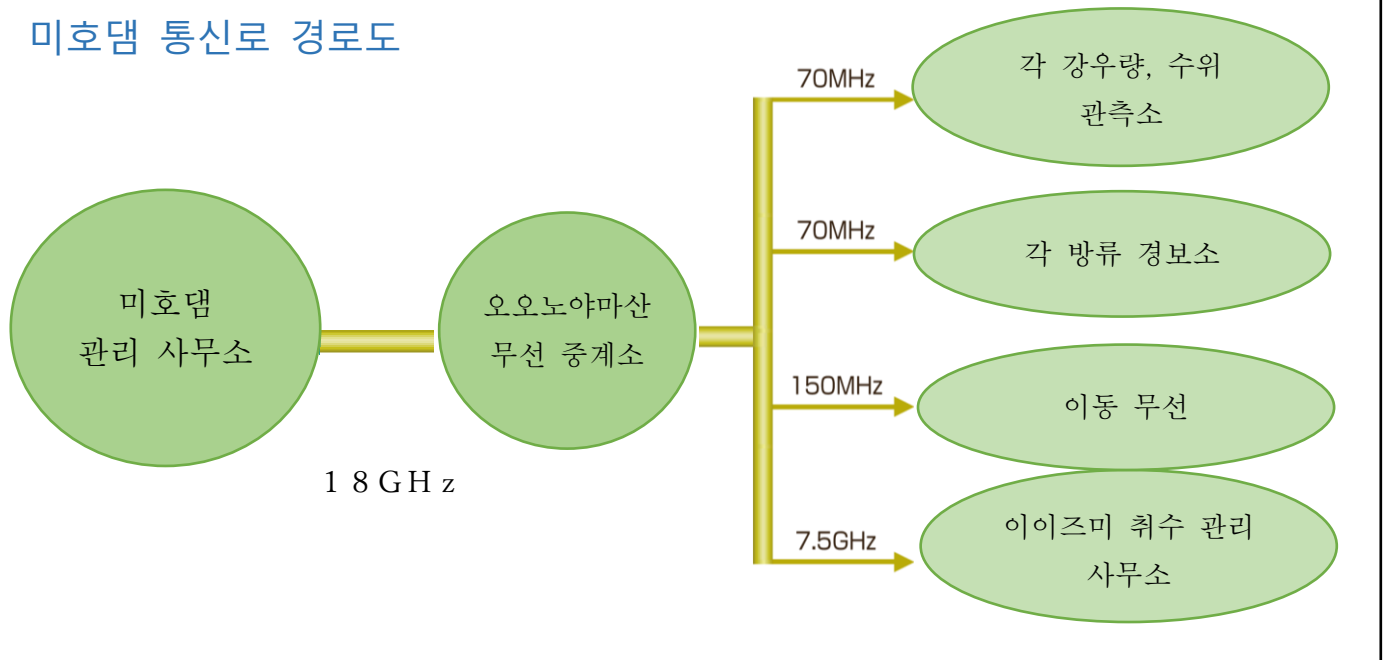 미호댐 통신로 경로도
미호댐
관리 사무소
18GHz
오오노야마산
무선 중계소
70MHz
각 강우량, 수위
관측소
70MHz
각 방류 경보소
150MHz
이동 무선
7.5GHz
이이즈미 취수 관리
사무소